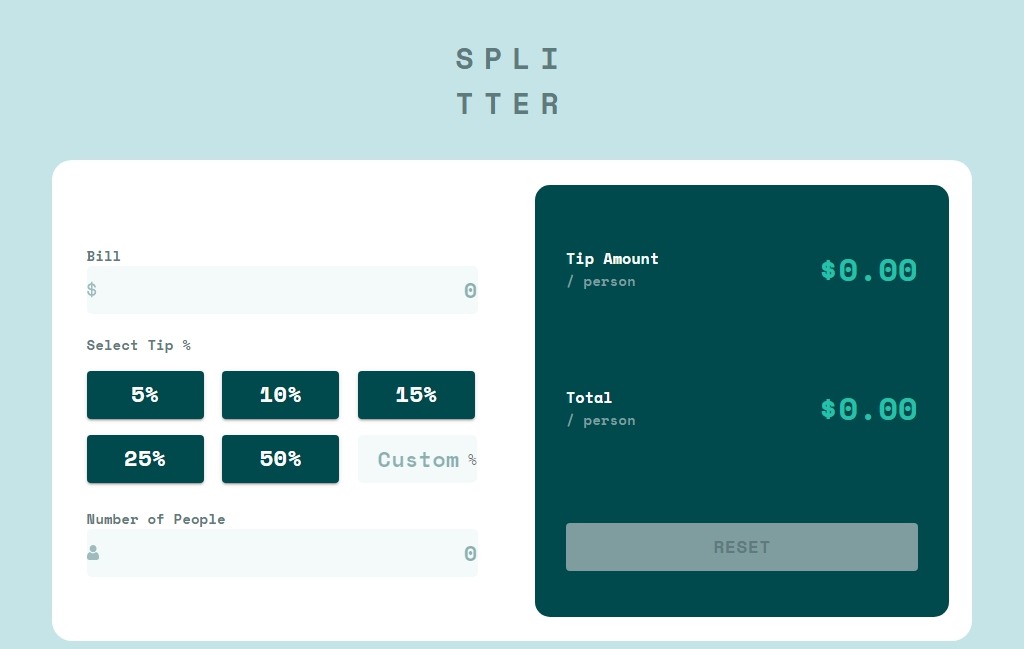 SPLI
TTER
Bill
$ 0
Select Tip %
5% 10% 15%
25% 50% Custom %
Number of People
0
Tip Amount
/ person
$0.00
Total
/ person
$0.00
RESET